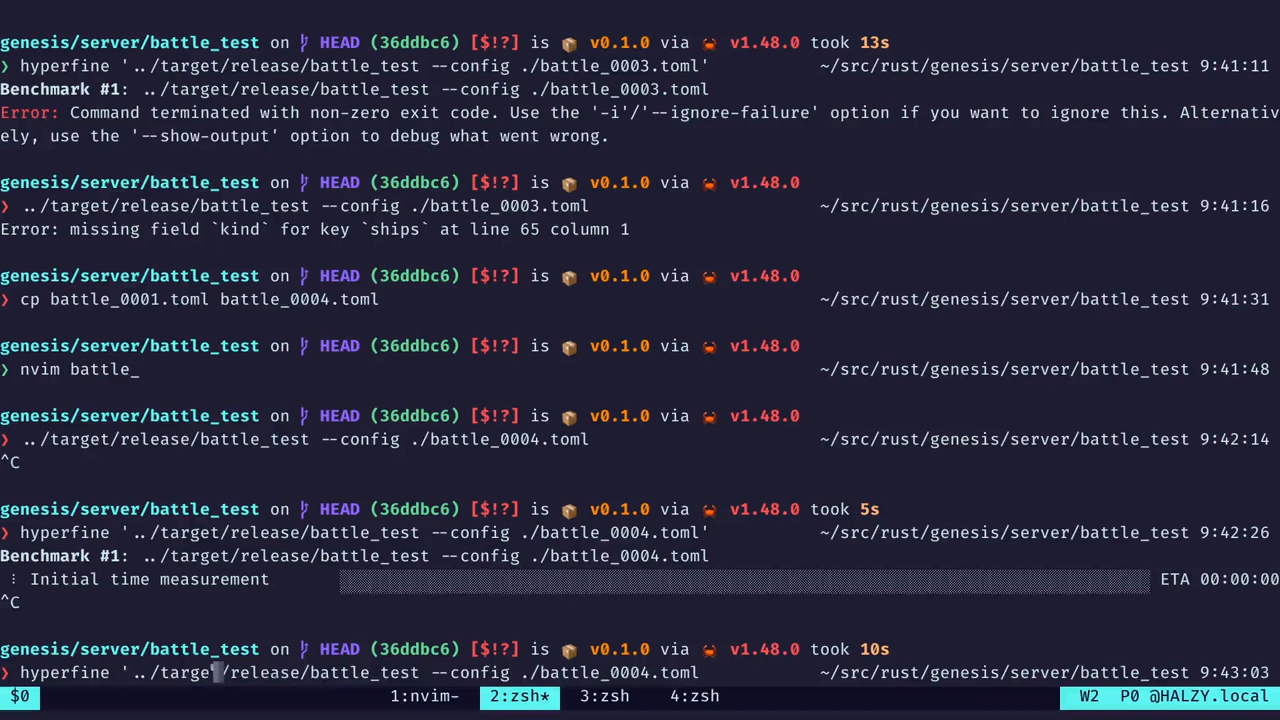 genesis/server/battle_test on HEAD (36ddbc6) [$!?] is 📦 v0.1.0 via 🦀 v1.48.0 took 13s
❯ hyperfine '../target/release/battle_test --config ./battle_0003.toml' ~/src/rust/genesis/server/battle_test 9:41:11
Benchmark #1: ../target/release/battle_test --config ./battle_0003.toml
Error: Command terminated with non-zero exit code. Use the '-i'/'--ignore-failure' option if you want to ignore this. Alternativ
ely, use the '--show-output' option to debug what went wrong.
genesis/server/battle_test on HEAD (36ddbc6) [$!?] is 📦 v0.1.0 via 🦀 v1.48.0
❯ ../target/release/battle_test --config ./battle_0003.toml ~/src/rust/genesis/server/battle_test 9:41:16
Error: missing field `kind` for key `ships` at line 65 column 1
genesis/server/battle_test on HEAD (36ddbc6) [$!?] is 📦 v0.1.0 via 🦀 v1.48.0
❯ cp battle_0001.toml battle_0004.toml ~/src/rust/genesis/server/battle_test 9:41:31
genesis/server/battle_test on HEAD (36ddbc6) [$!?] is 📦 v0.1.0 via 🦀 v1.48.0
❯ nvim battle_ ~/src/rust/genesis/server/battle_test 9:41:48
genesis/server/battle_test on HEAD (36ddbc6) [$!?] is 📦 v0.1.0 via 🦀 v1.48.0
❯ ../target/release/battle_test --config ./battle_0004.toml ~/src/rust/genesis/server/battle_test 9:42:14
^C
genesis/server/battle_test on HEAD (36ddbc6) [$!?] is 📦 v0.1.0 via 🦀 v1.48.0 took 5s
❯ hyperfine '../target/release/battle_test --config ./battle_0004.toml' ~/src/rust/genesis/server/battle_test 9:42:26
Benchmark #1: ../target/release/battle_test --config ./battle_0004.toml
⠸ Initial time measurement ETA 00:00:00
^C
genesis/server/battle_test on HEAD (36ddbc6) [$!?] is 📦 v0.1.0 via 🦀 v1.48.0 took 10s
❯ hyperfine '../target/release/battle_test --config ./battle_0004.toml ~/src/rust/genesis/server/battle_test 9:43:03
$0 1:nvim- 2:zsh* 3:zsh 4:zsh W2 P0 @HALZY.local